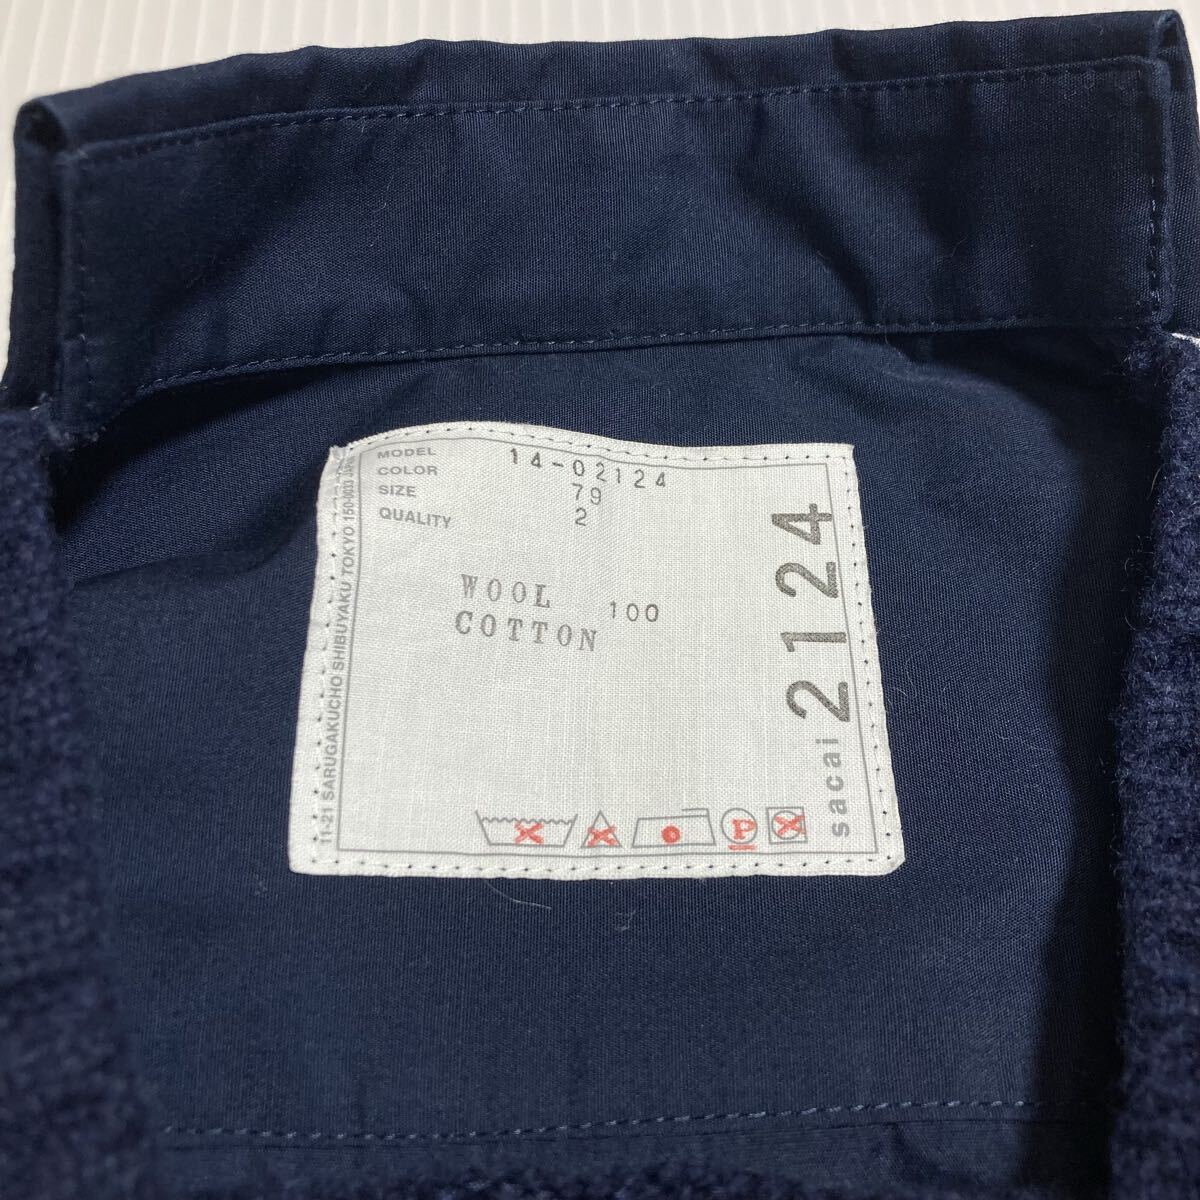 MODEL 14-02124
COLOR 79
SIZE 2
QUALITY
WOOL 100
COTTON
sacai 2124
P
11-21 SARUGAKUCHO SHIBUYAKU TOKYO 150-0033